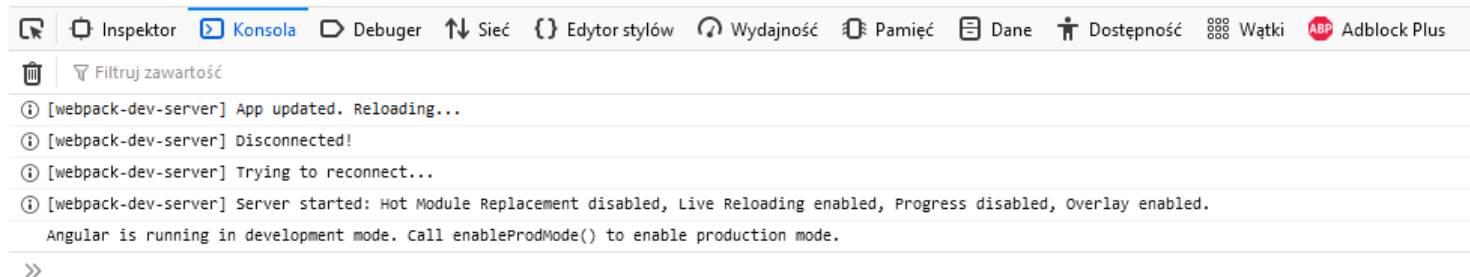 Inspektor Konsola Debuger Sieć {} Edytor stylów Wydajność Pamięć Dane Dostępność Wątki ABP Adblock Plus
Filtruj zawartość
[webpack-dev-server] App updated. Reloading...
[webpack-dev-server] Disconnected!
[webpack-dev-server] Trying to reconnect...
[webpack-dev-server] Server started: Hot Module Replacement disabled, Live Reloading enabled, Progress disabled, Overlay enabled.
Angular is running in development mode. Call enableProdMode() to enable production mode.
»